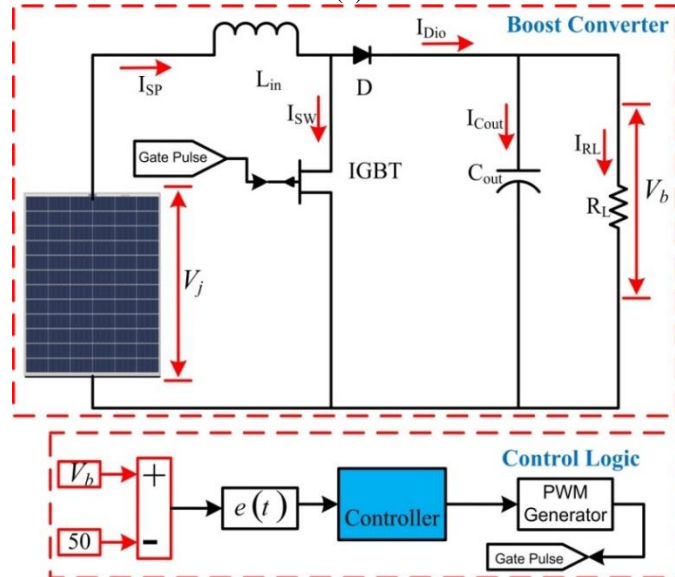 Boost Converter
I_Dio
I_SP
L_in
D
I_SW
I_Cout
I_RL
Gate Pulse
IGBT
C_out
R_L
V_b
V_j
Control Logic
V_b
+
50
-
e(t)
Controller
PWM
Generator
Gate Pulse